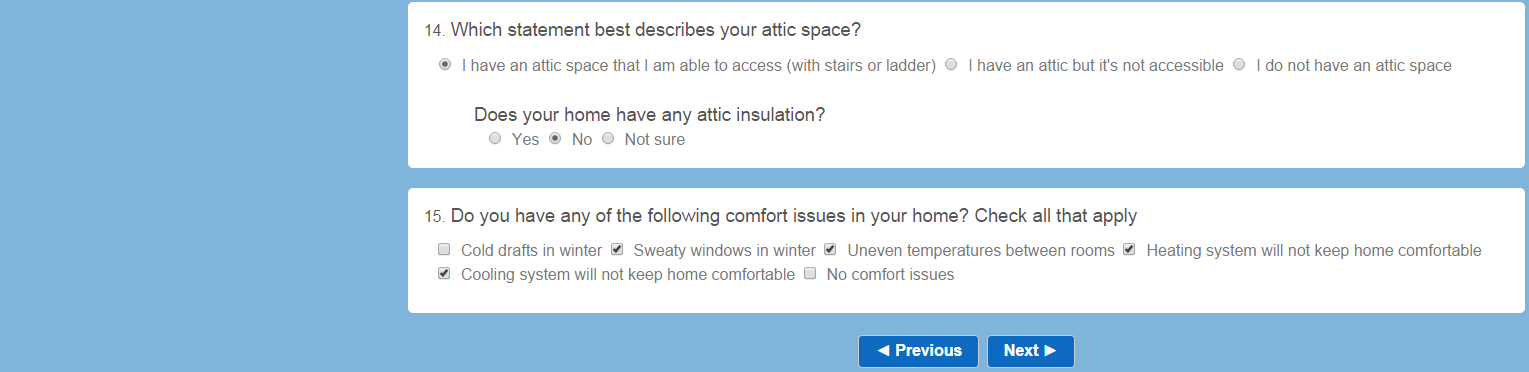 14. Which statement best describes your attic space?
I have an attic space that I am able to access (with stairs or ladder) I have an attic but it's not accessible I do not have an attic space
Does your home have any attic insulation?
Yes No Not sure
15. Do you have any of the following comfort issues in your home? Check all that apply
Cold drafts in winter Sweaty windows in winter Uneven temperatures between rooms Heating system will not keep home comfortable
Cooling system will not keep home comfortable No comfort issues
◄ Previous Next ►